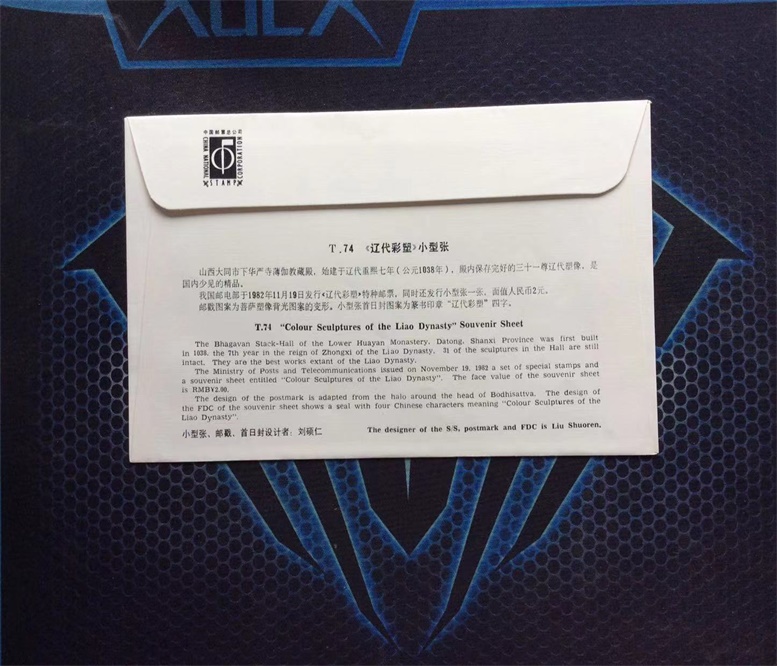 中国邮票总公司
CHINA NATIONAL
STAMP
CORPORATION
T.74 《辽代彩塑》小型张
山西大同市下华严寺薄伽教藏殿，始建于辽代重熙七年（公元1038年），殿内保存完好的三十一尊辽代塑像，是
国内少见的精品。
我国邮电部于1982年11月19日发行《辽代彩塑》特种邮票，同时还发行小型张一张，面值人民币2元。
邮戳图案为菩萨塑像背光图案的变形。小型张首日封图案为篆书印章“辽代彩塑”四字。
T.74 "Colour Sculptures of the Liao Dynasty" Souvenir Sheet
The Bhagavan Stack-Hall of the Lower Huayan Monastery, Datong, Shanxi Province was first built
in 1038, the 7th year in the reign of Zhongxi of the Liao Dynasty. 31 of the sculptures in the Hall are still
intact. They are the best works extant of the Liao Dynasty.
The Ministry of Posts and Telecommunications issued on November 19, 1982 a set of special stamps and
a souvenir sheet entitled "Colour Sculptures of the Liao Dynasty". The face value of the souvenir sheet
is RMB¥2.00.
The design of the postmark is adapted from the halo around the head of Bodhisattva. The design of
the FDC of the souvenir sheet shows a seal with four Chinese characters meaning "Colour Sculptures of the
Liao Dynasty".
小型张、邮戳、首日封设计者：刘硕仁
The designer of the S/S, postmark and FDC is Liu Shuoren.